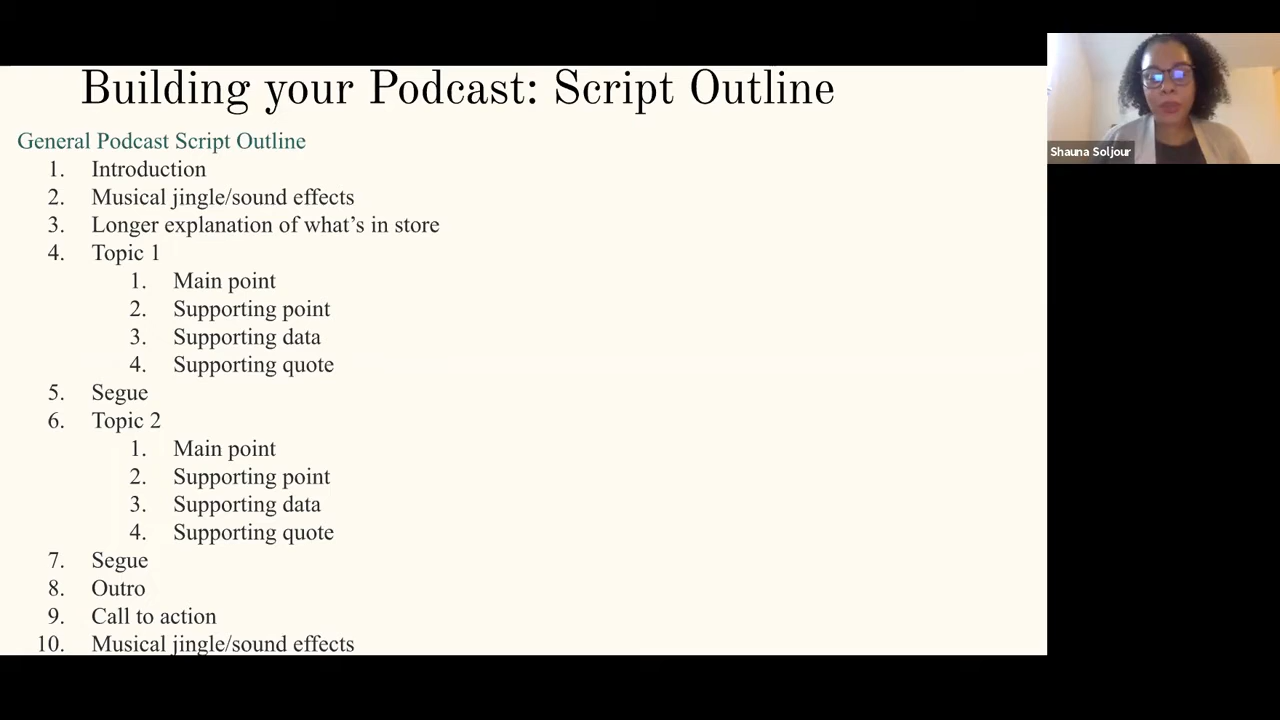 Building your Podcast: Script Outline
General Podcast Script Outline
1. Introduction
2. Musical jingle/sound effects
3. Longer explanation of what’s in store
4. Topic 1
1. Main point
2. Supporting point
3. Supporting data
4. Supporting quote
5. Segue
6. Topic 2
1. Main point
2. Supporting point
3. Supporting data
4. Supporting quote
7. Segue
8. Outro
9. Call to action
10. Musical jingle/sound effects
Shauna Soljour